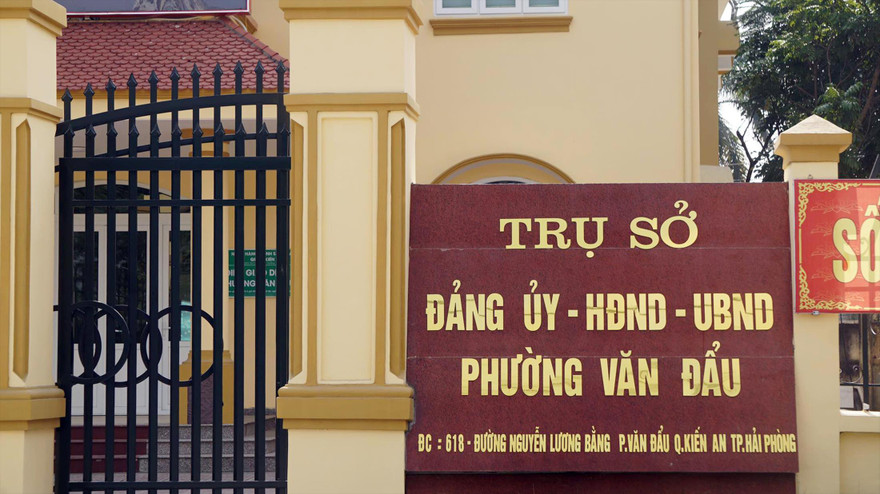 TRỤ SỞ
ĐẢNG ỦY - HĐND - UBND
PHƯỜNG VĂN ĐẨU
ĐC : 618 - ĐƯỜNG NGUYỄN LƯƠNG BẰNG P.VĂN ĐẨU Q.KIẾN AN TP.HẢI PHÒNG
SỐ
GIAO D